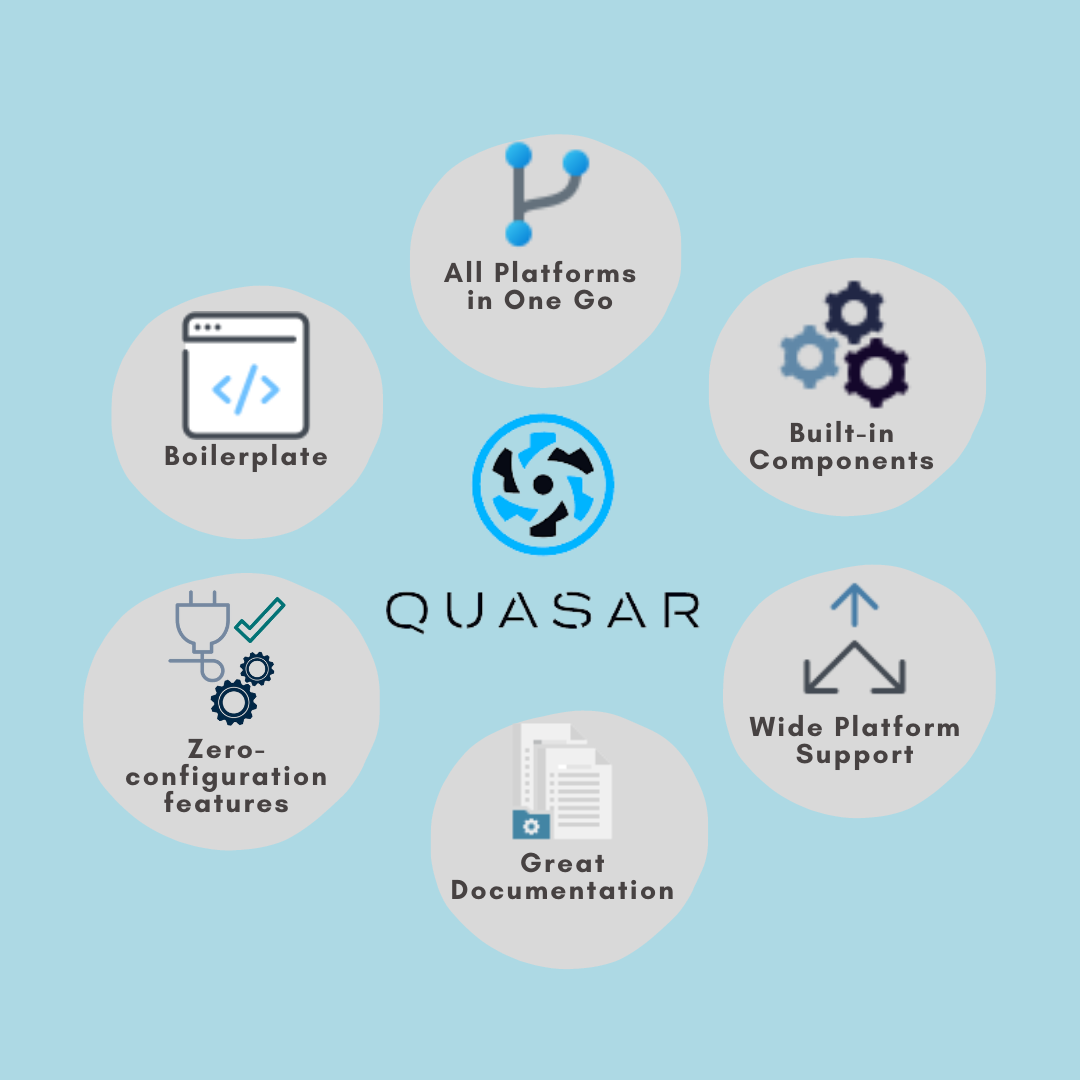 All Platforms
in One Go
Boilerplate
Built-in
Components
QUASAR
Zero-
configuration
features
Wide Platform
Support
Great
Documentation